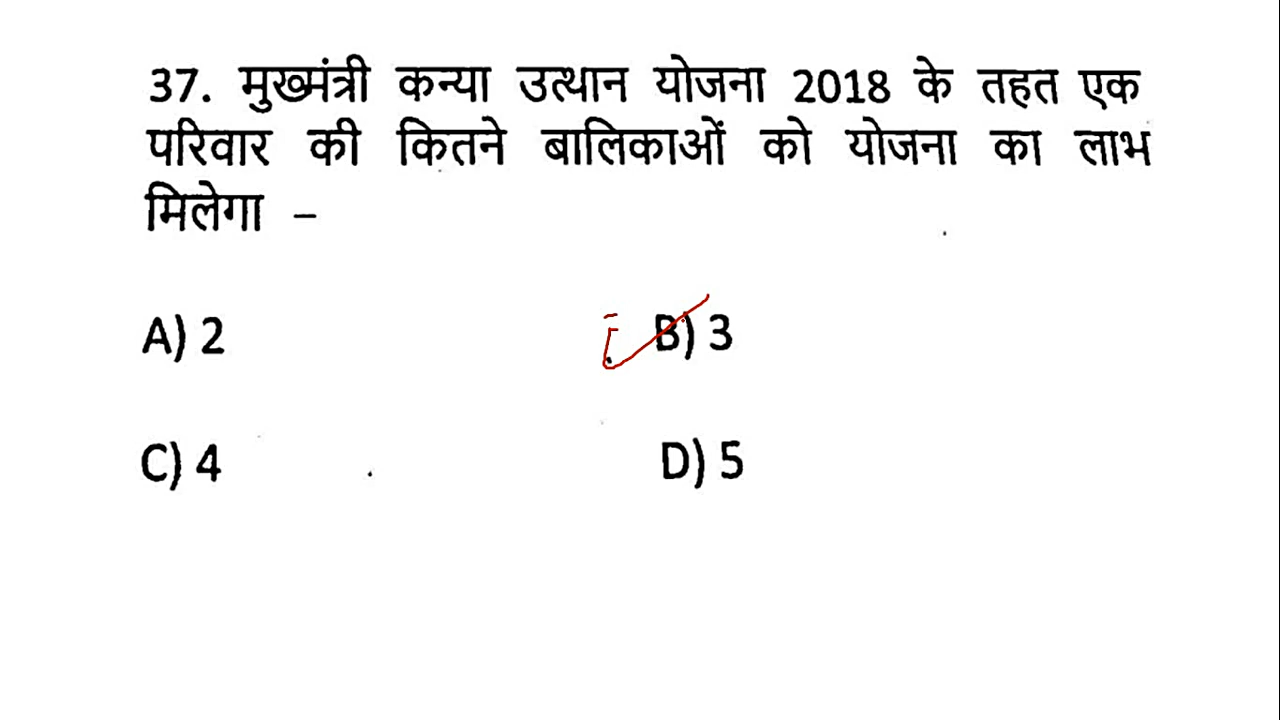 37. मुख्मंत्री कन्या उत्थान योजना 2018 के तहत एक
परिवार की कितने बालिकाओं को योजना का लाभ
मिलेगा –
A) 2 B) 3
C) 4 D) 5